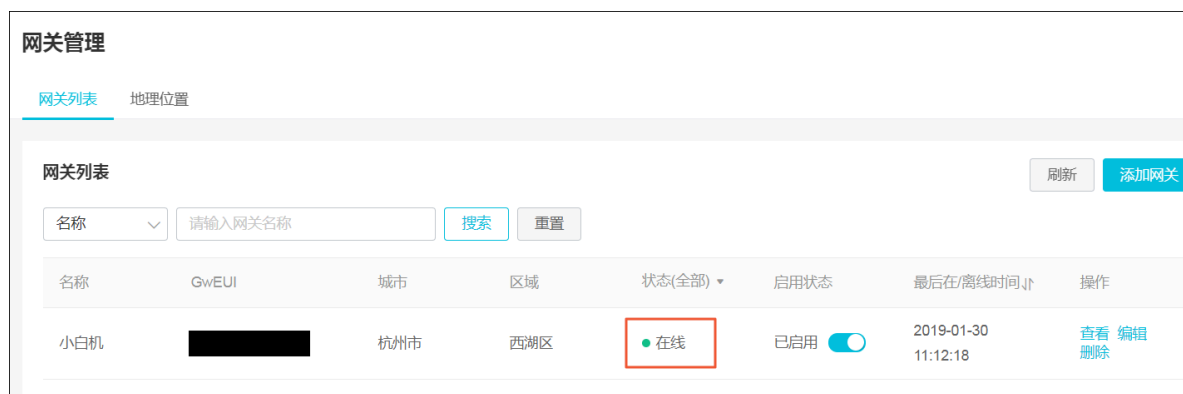 网关管理
网关列表 地理位置
网关列表 刷新 添加网关
名称 请输入网关名称 搜索 重置
名称 GwEUI 城市 区域 状态(全部) 启用状态 最后在/离线时间 操作
小白机 杭州市 西湖区 在线 已启用 2019-01-30 查看 编辑
11:12:18 删除